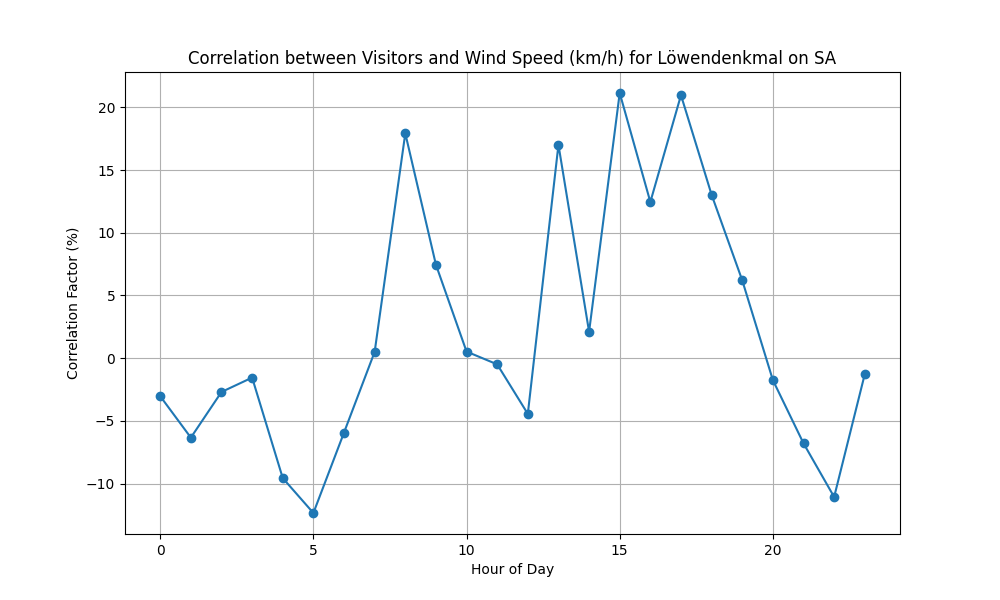 Correlation between Visitors and Wind Speed (km/h) for Löwendenkmal on SA
Correlation Factor (%)
20
15
10
5
0
−5
−10
0 5 10 15 20
Hour of Day